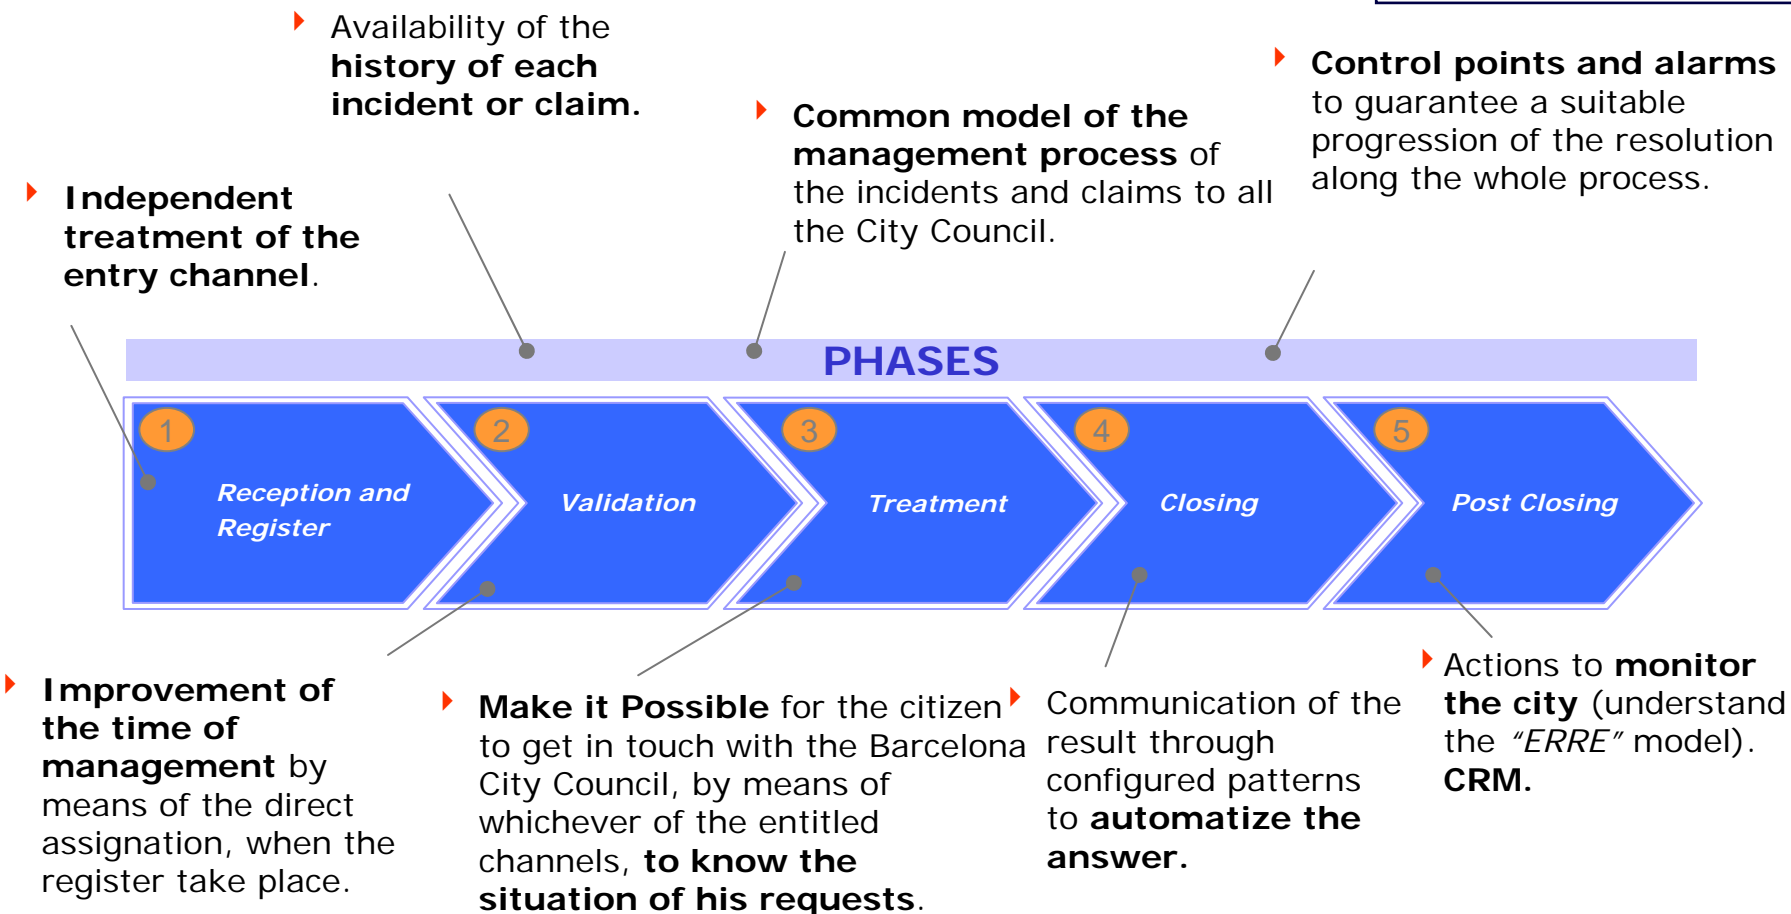 Availability of the
history of each
incident or claim.
Common model of the
management process of
the incidents and claims to all
the City Council.
Control points and alarms
to guarantee a suitable
progression of the resolution
along the whole process.
Independent
treatment of the
entry channel.
PHASES
1
Reception and
Register
2
Validation
3
Treatment
4
Closing
5
Post Closing
Improvement of
the time of
management by
means of the direct
assignation, when the
register take place.
Make it Possible for the citizen
to get in touch with the Barcelona
City Council, by means of
whichever of the entitled
channels, to know the
situation of his requests.
Communication of the
result through
configured patterns
to automatize the
answer.
Actions to monitor
the city (understand
the “ERRE” model).
CRM.